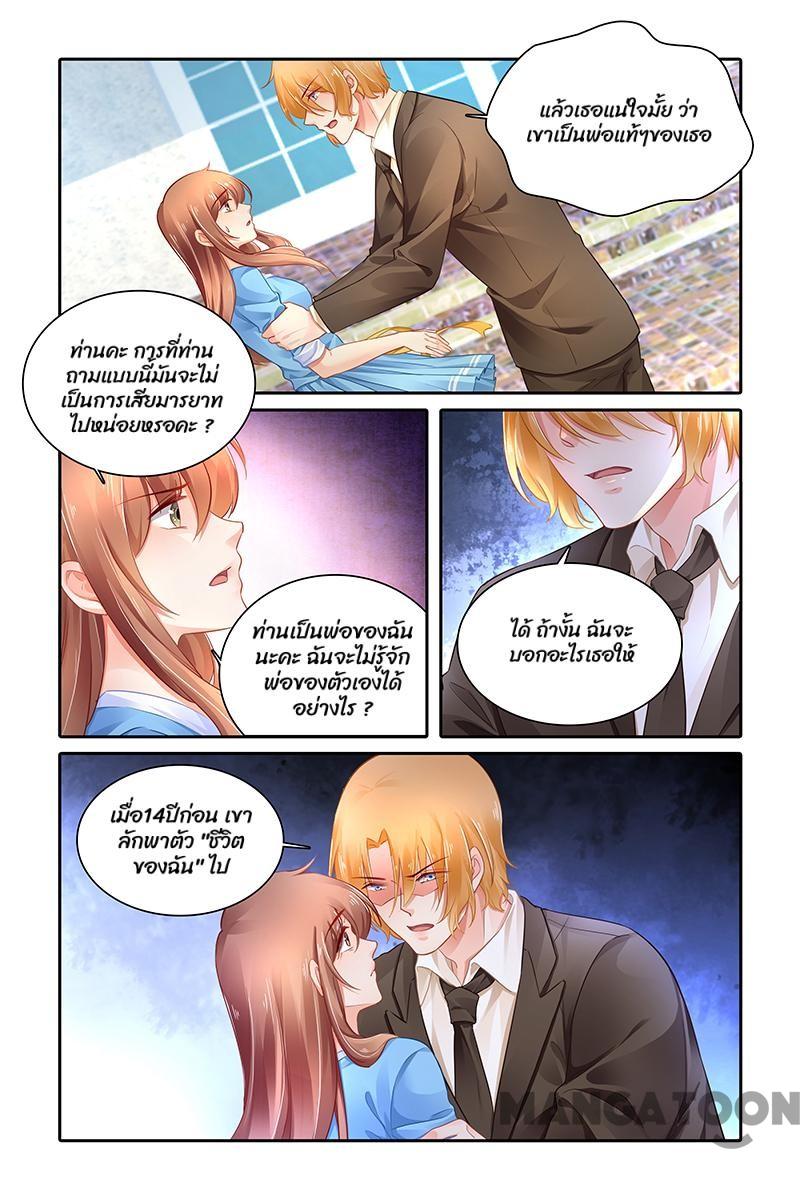 แล้วเธอแน่ใจมั้ย ว่า
เขาเป็นพ่อแท้ๆของเธอ
ท่านคะ การที่ท่าน
ถามแบบนี้มันจะไม่
เป็นการเสียมารยาท
ไปหน่อยหรอคะ ?
ท่านเป็นพ่อของฉัน
นะคะ ฉันจะไม่รู้จัก
พ่อของตัวเองได้
อย่างไร ?
ได้ ถ้างั้น ฉันจะ
บอกอะไรเธอให้
เมื่อ14ปีก่อน เขา
ลักพาตัว "ชีวิต
ของฉัน" ไป
MANGATOON